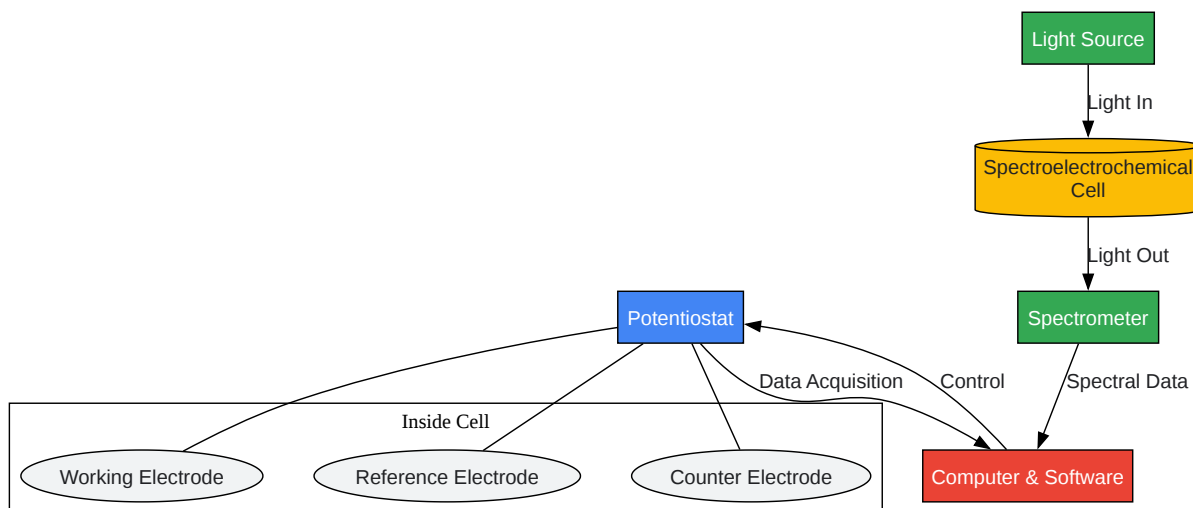 Light Source
Light In
Spectroelectrochemical
Cell
Light Out
Potentiostat
Spectrometer
Data Acquisition
Control
Spectral Data
Inside Cell
Working Electrode
Reference Electrode
Counter Electrode
Computer & Software